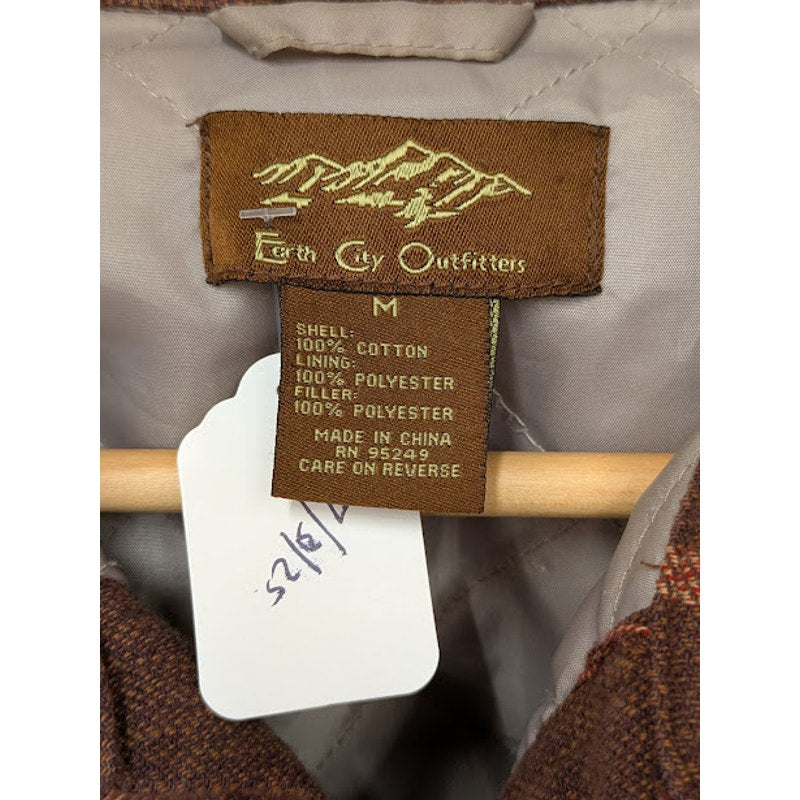 Earth City Outfitters
M
SHELL:
100% COTTON
LINING:
100% POLYESTER
FILLER:
100% POLYESTER
MADE IN CHINA
RN 95249
CARE ON REVERSE